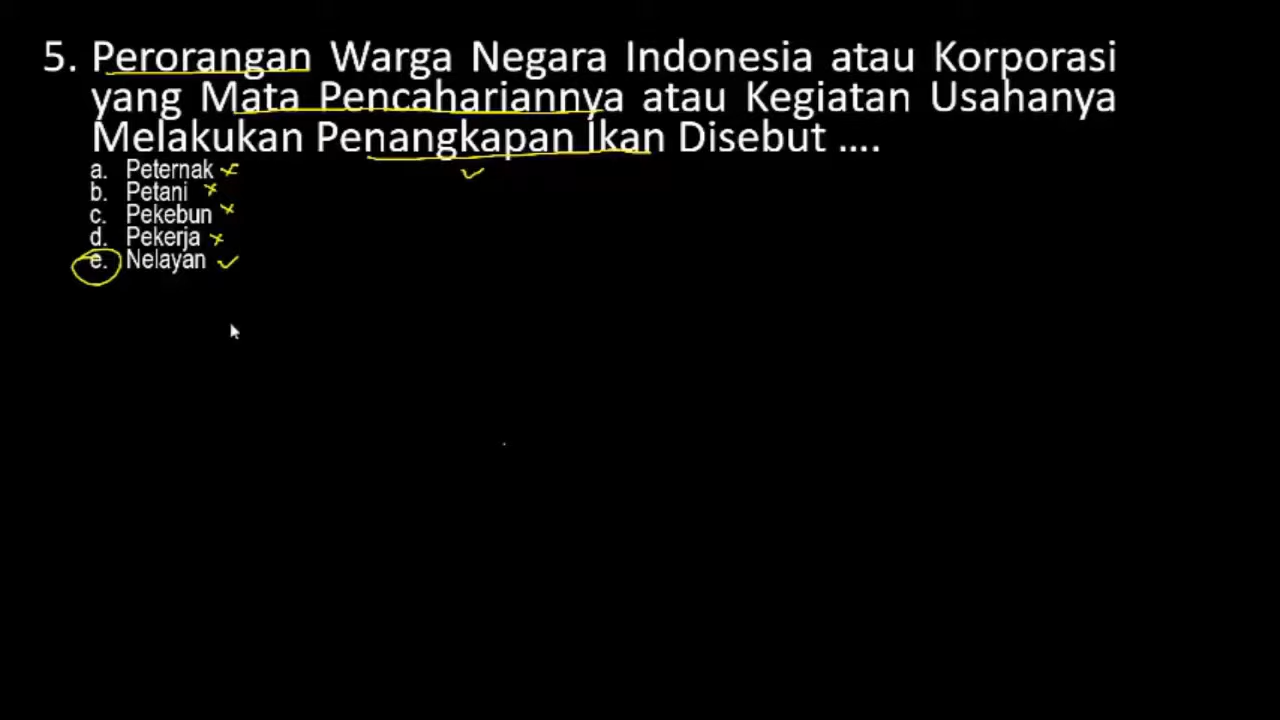 5. Perorangan Warga Negara Indonesia atau Korporasi
yang Mata Pencahariannya atau Kegiatan Usahanya
Melakukan Penangkapan Ikan Disebut ....
a. Peternak
b. Petani
c. Pekebun
d. Pekerja
e. Nelayan